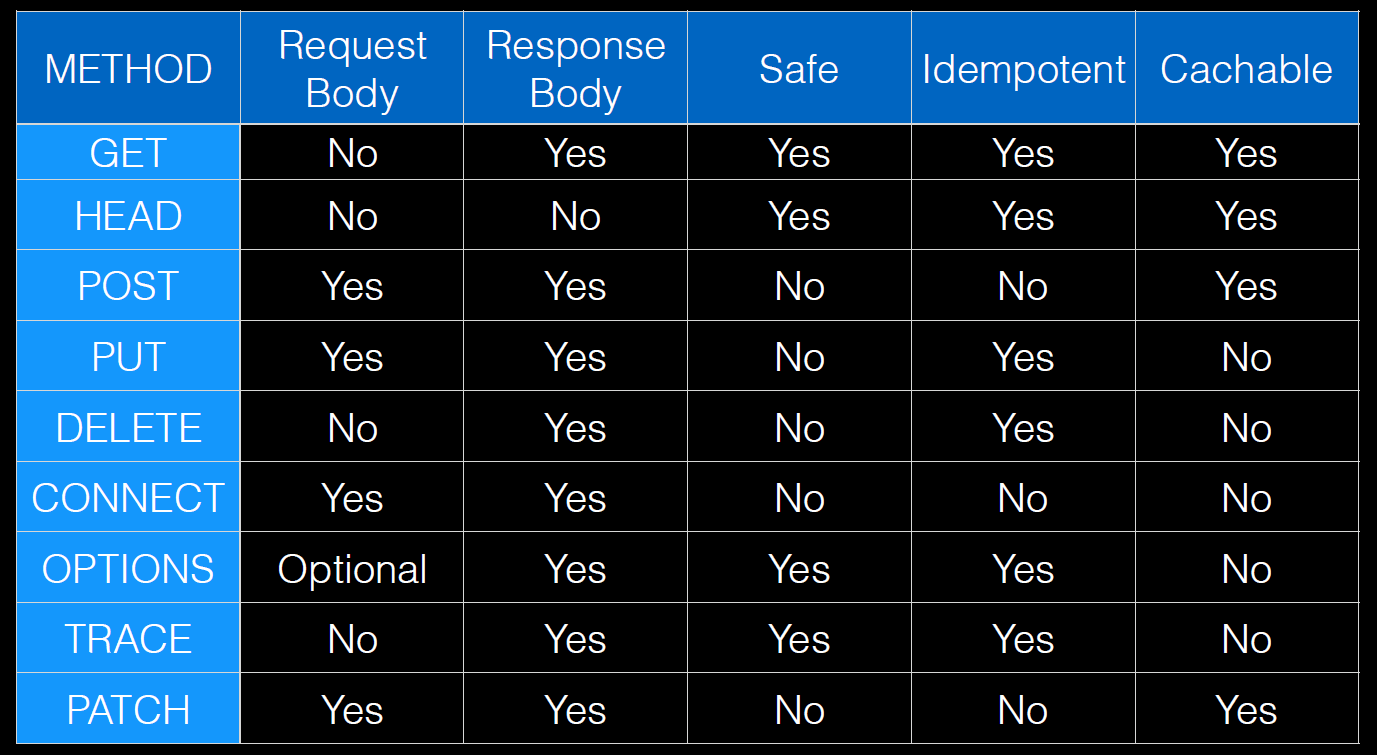 METHOD Request Body Response Body Safe Idempotent Cachable
GET No Yes Yes Yes Yes
HEAD No No Yes Yes Yes
POST Yes Yes No No Yes
PUT Yes Yes No Yes No
DELETE No Yes No Yes No
CONNECT Yes Yes No No No
OPTIONS Optional Yes Yes Yes No
TRACE No Yes Yes Yes No
PATCH Yes Yes No No Yes